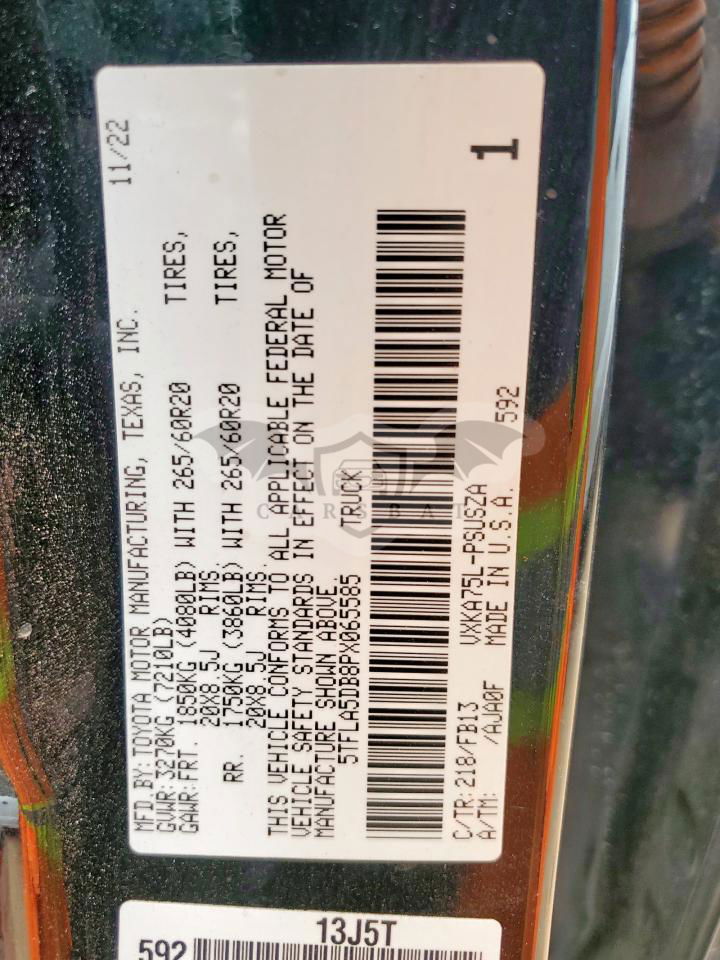 MFD.BY:TOYOTA MOTOR MANUFACTURING, TEXAS, INC. 11/22
GVWR:3270KG (7210LB)
GAWR:FRT. 1850KG (4080LB) WITH 265/60R20 TIRES,
20X8.5J RIMS.
RR. 1750KG (3860LB) WITH 265/60R20 TIRES,
20X8.5J RIMS.
THIS VEHICLE CONFORMS TO ALL APPLICABLE FEDERAL MOTOR
VEHICLE SAFETY STANDARDS IN EFFECT ON THE DATE OF
MANUFACTURE SHOWN ABOVE.
5TFLA5DB8PX065585 TRUCK
C/TR:218/FB13 VXKA75L-PSUSZA
A/TM: /AJA0F MADE IN U.S.A. 592
1
CARSBAT
13J5T
592